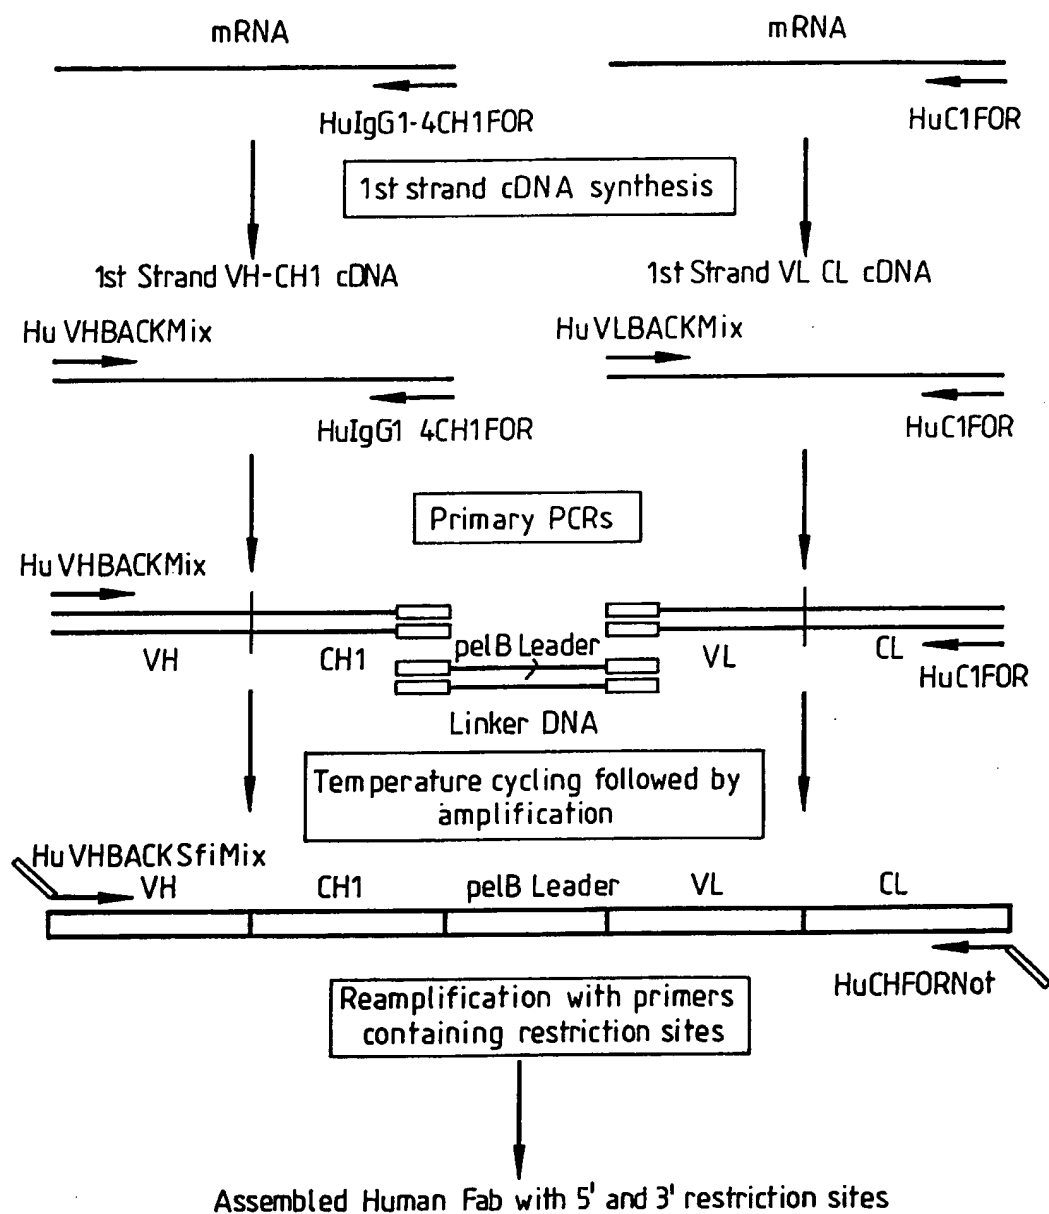 mRNA
mRNA
HuIgG1-4CH1FOR
HuC1FOR
1st strand cDNA synthesis
1st Strand VH-CH1 cDNA
1st Strand VL CL cDNA
Hu VHBACKMix
Hu VLBACKMix
HuIgG1 4CH1FOR
HuC1FOR
Primary PCRs
Hu VHBACKMix
VH
CH1
pelB Leader
VL
CL
HuC1FOR
Linker DNA
Temperature cycling followed by
amplification
Hu VHBACKSfiMix
VH
CH1
pelB Leader
VL
CL
HuCHFORNot
Reamplification with primers
containing restriction sites
Assembled Human Fab with 5' and 3' restriction sites